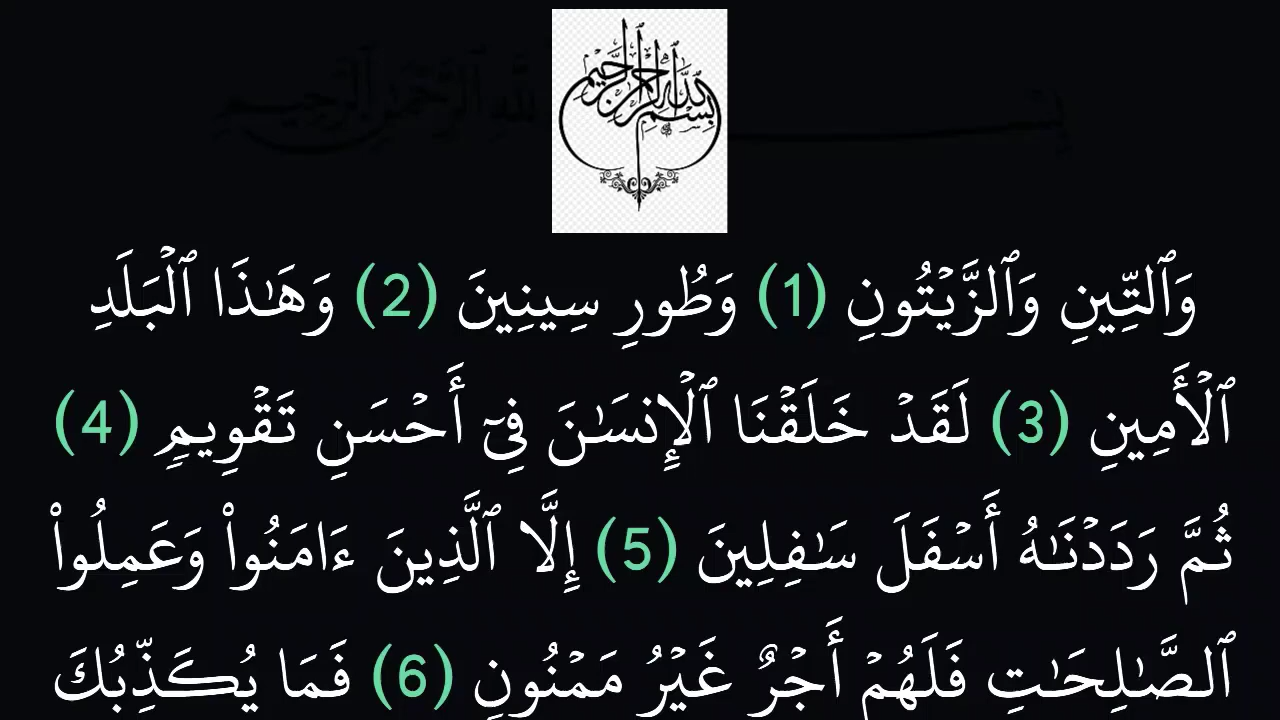 بسم الله الرحمن الرحيم
وَٱلتِّينِ وَٱلزَّيْتُونِ (1) وَطُورِ سِينِينَ (2) وَهَـٰذَا ٱلْبَلَدِ
ٱلْأَمِينِ (3) لَقَدْ خَلَقْنَا ٱلْإِنسَـٰنَ فِىٓ أَحْسَنِ تَقْوِيمٍ (4)
ثُمَّ رَدَدْنَـٰهُ أَسْفَلَ سَـٰفِلِينَ (5) إِلَّا ٱلَّذِينَ ءَامَنُوا۟ وَعَمِلُوا۟
ٱلصَّـٰلِحَـٰتِ فَلَهُمْ أَجْرٌ غَيْرُ مَمْنُونٍ (6) فَمَا يُكَذِّبُكَ